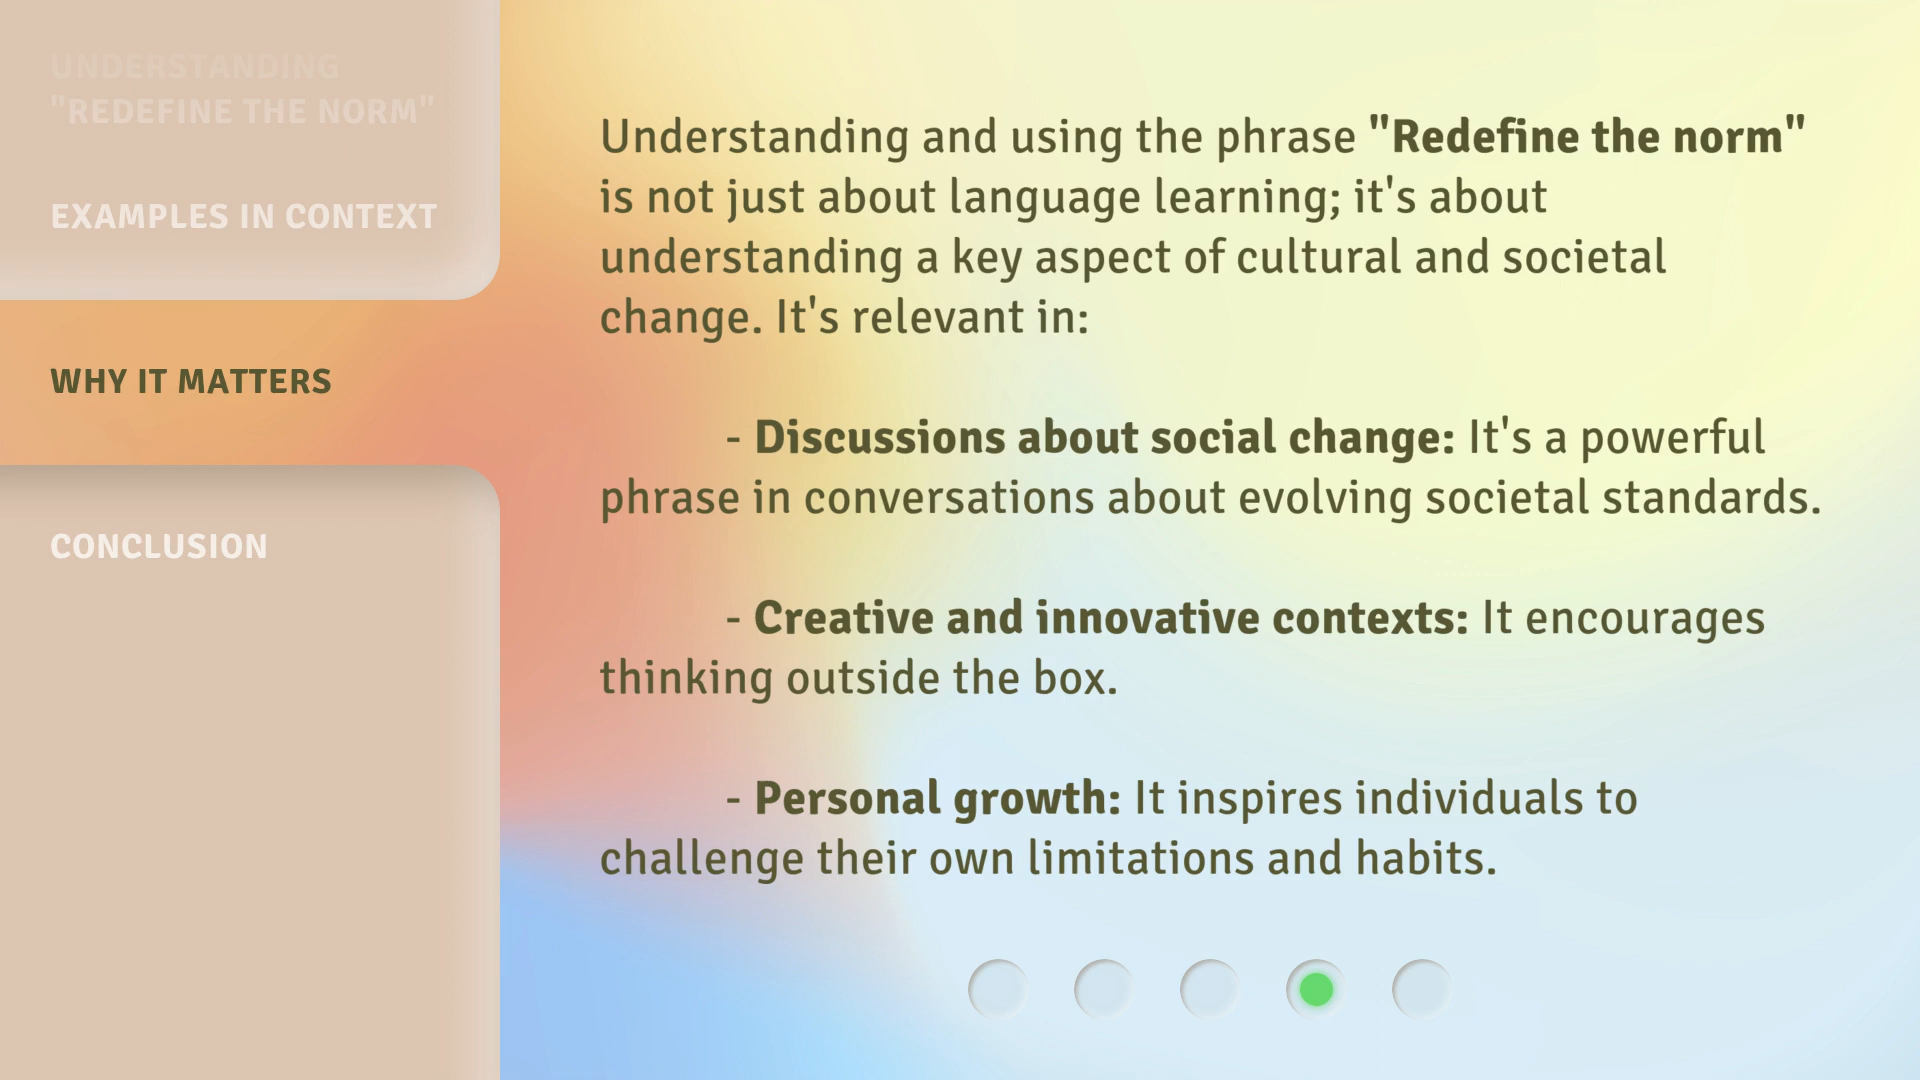 UNDERSTANDING
"REDEFINE THE NORM"
EXAMPLES IN CONTEXT
WHY IT MATTERS
CONCLUSION
Understanding and using the phrase "Redefine the norm"
is not just about language learning; it's about
understanding a key aspect of cultural and societal
change. It's relevant in:
- Discussions about social change: It's a powerful
phrase in conversations about evolving societal standards.
- Creative and innovative contexts: It encourages
thinking outside the box.
- Personal growth: It inspires individuals to
challenge their own limitations and habits.